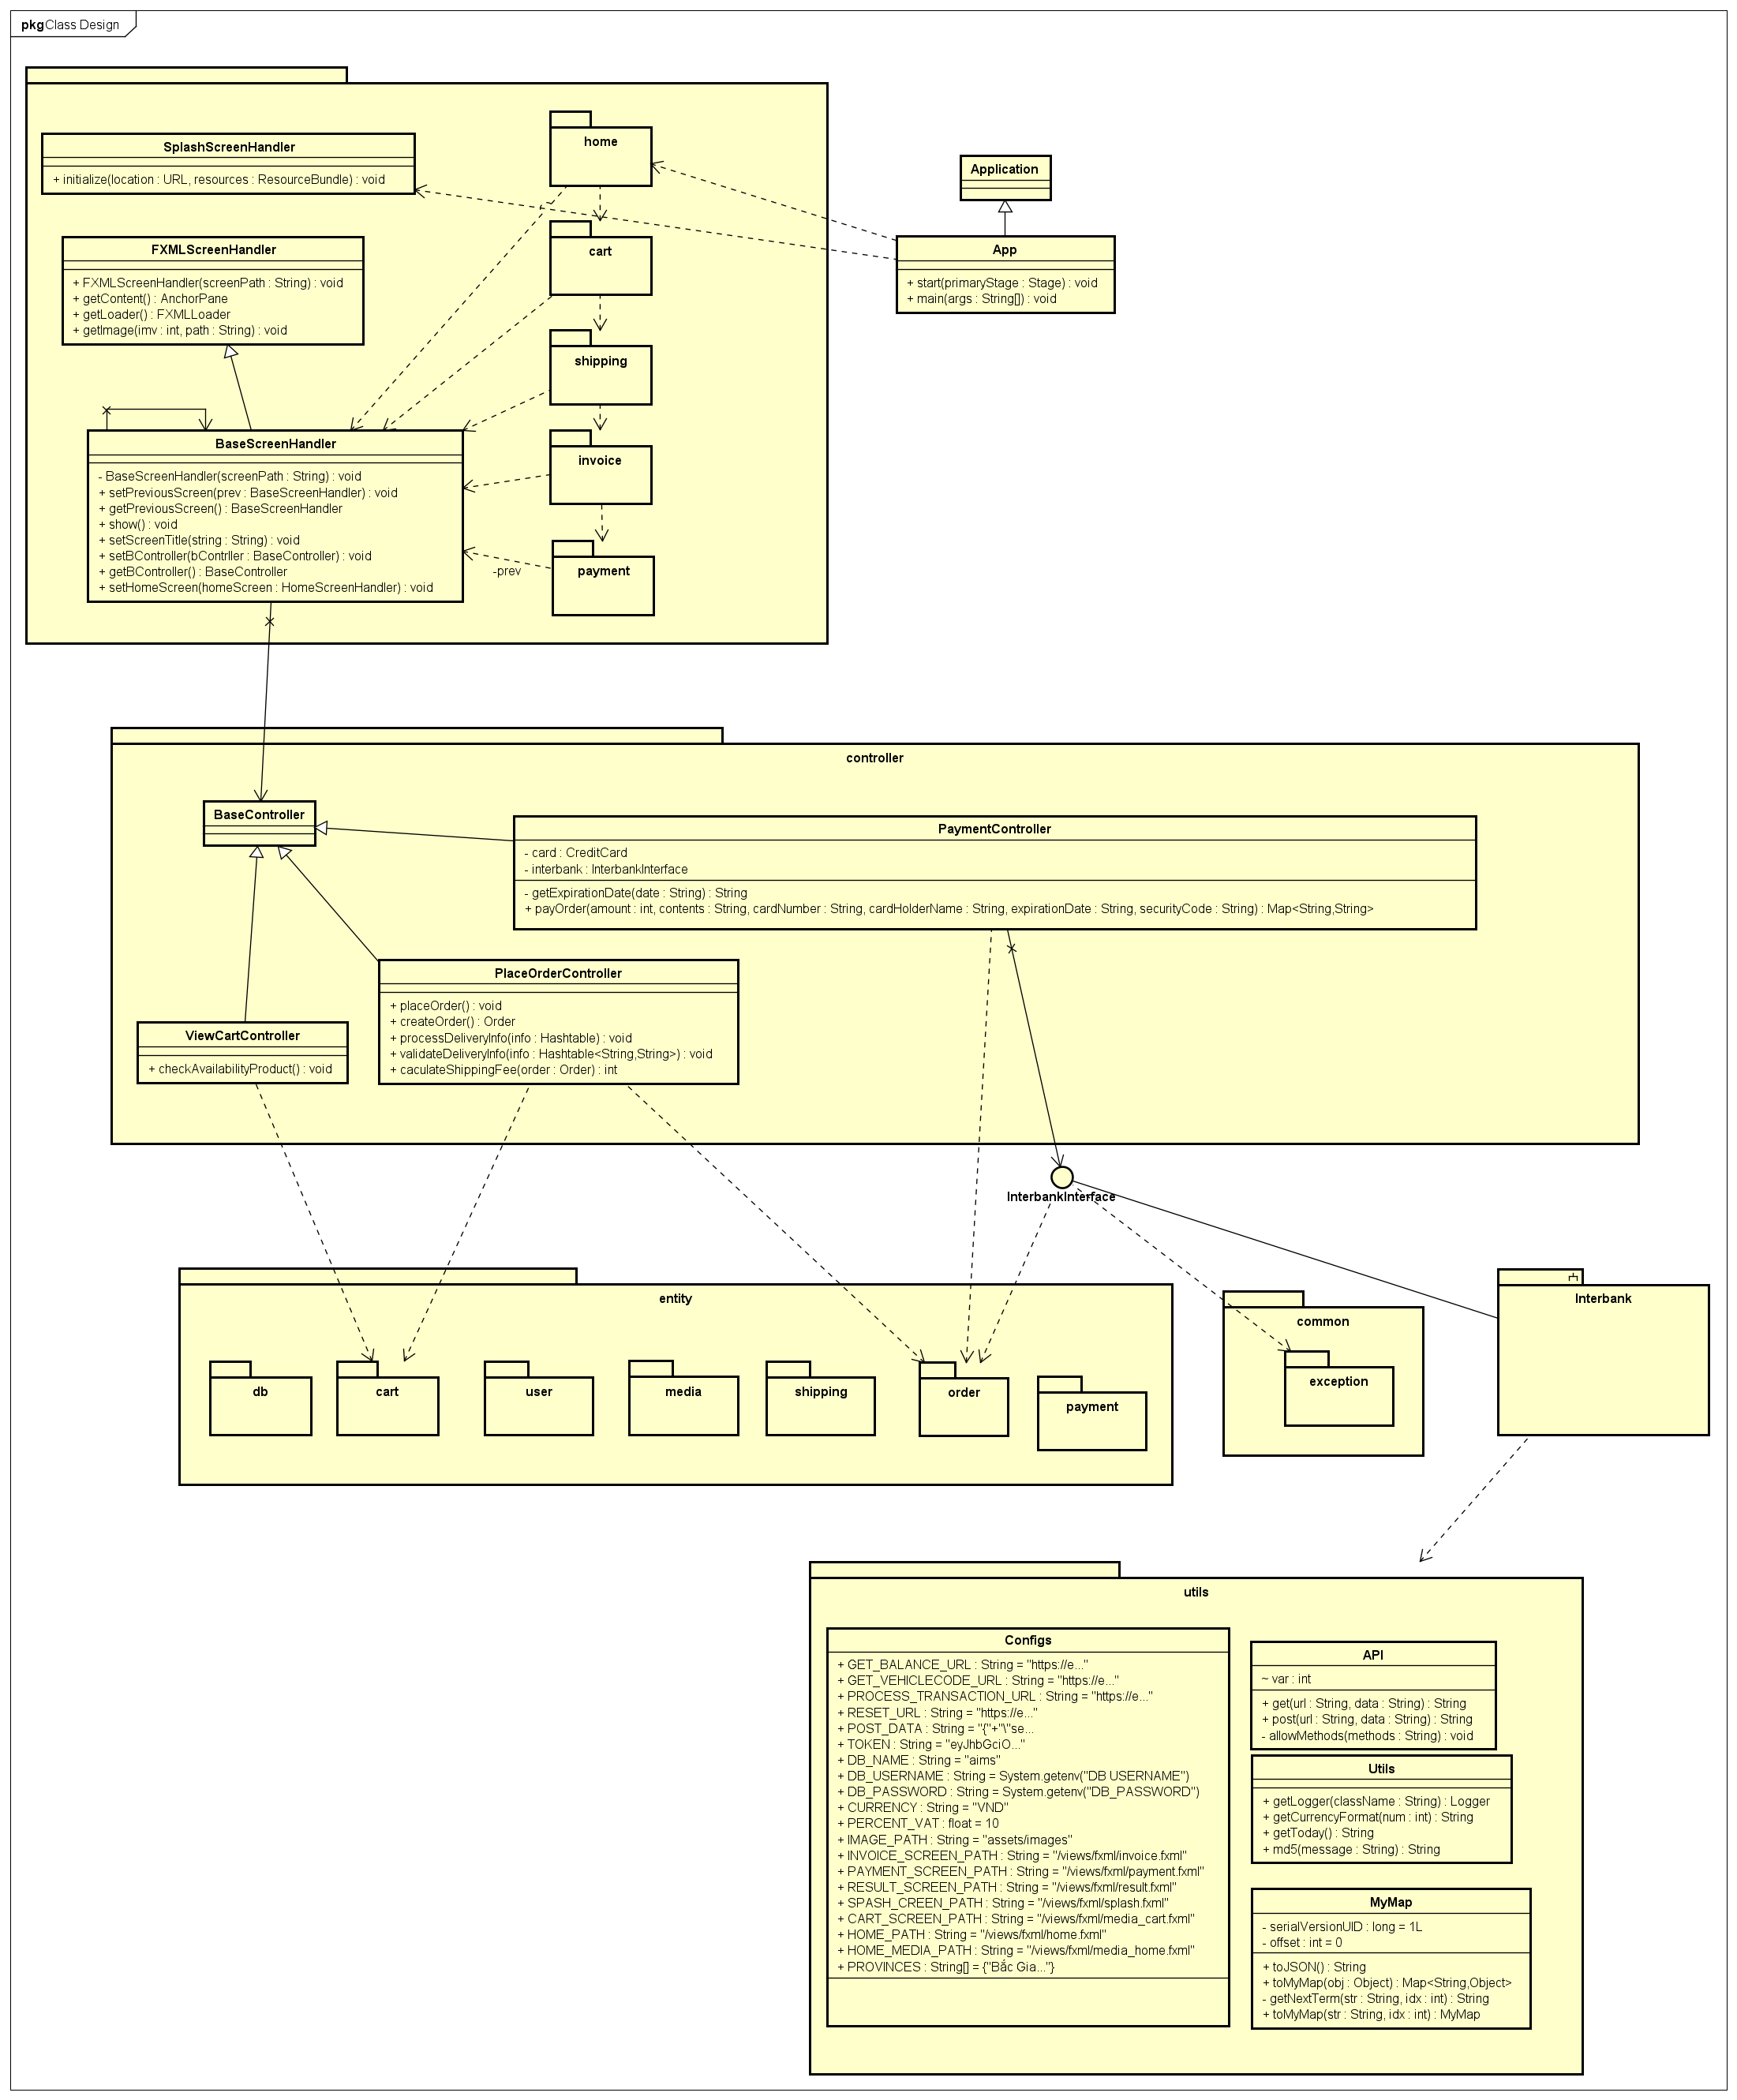 pkg Class Design
SplashScreenHandler
+ initialize(location : URL, resources : ResourceBundle) : void
FXMLScreenHandler
+ FXMLScreenHandler(screenPath : String) : void
+ getContent() : AnchorPane
+ getLoader() : FXMLLoader
+ getImage(imv : int, path : String) : void
BaseScreenHandler
- BaseScreenHandler(screenPath : String) : void
+ setPreviousScreen(prev : BaseScreenHandler) : void
+ getPreviousScreen() : BaseScreenHandler
+ show() : void
+ setScreenTitle(string : String) : void
+ setBController(bContrller : BaseController) : void
+ getBController() : BaseController
+ setHomeScreen(homeScreen : HomeScreenHandler) : void
-prev
home
cart
shipping
invoice
payment
Application
App
+ start(primaryStage : Stage) : void
+ main(args : String[]) : void
controller
BaseController
PaymentController
- card : CreditCard
- interbank : InterbankInterface
- getExpirationDate(date : String) : String
+ payOrder(amount : int, contents : String, cardNumber : String, cardHolderName : String, expirationDate : String, securityCode : String) : Map<String,String>
PlaceOrderController
+ placeOrder() : void
+ createOrder() : Order
+ processDeliveryInfo(info : Hashtable) : void
+ validateDeliveryInfo(info : Hashtable<String,String>) : void
+ caculateShippingFee(order : Order) : int
ViewCartController
+ checkAvailabilityProduct() : void
InterbankInterface
entity
db
cart
user
media
shipping
order
payment
common
exception
Interbank
utils
Configs
+ GET_BALANCE_URL : String = "https://e..."
+ GET_VEHICLECODE_URL : String = "https://e..."
+ PROCESS_TRANSACTION_URL : String = "https://e..."
+ RESET_URL : String = "https://e..."
+ POST_DATA : String = "{"+"\"se...
+ TOKEN : String = "eyJhbGciO..."
+ DB_NAME : String = "aims"
+ DB_USERNAME : String = System.getenv("DB USERNAME")
+ DB_PASSWORD : String = System.getenv("DB_PASSWORD")
+ CURRENCY : String = "VND"
+ PERCENT_VAT : float = 10
+ IMAGE_PATH : String = "assets/images"
+ INVOICE_SCREEN_PATH : String = "/views/fxml/invoice.fxml"
+ PAYMENT_SCREEN_PATH : String = "/views/fxml/payment.fxml"
+ RESULT_SCREEN_PATH : String = "/views/fxml/result.fxml"
+ SPASH_CREEN_PATH : String = "/views/fxml/splash.fxml"
+ CART_SCREEN_PATH : String = "/views/fxml/media_cart.fxml"
+ HOME_PATH : String = "/views/fxml/home.fxml"
+ HOME_MEDIA_PATH : String = "/views/fxml/media_home.fxml"
+ PROVINCES : String[] = {"Bắc Gia..."}
API
~ var : int
+ get(url : String, data : String) : String
+ post(url : String, data : String) : String
- allowMethods(methods : String) : void
Utils
+ getLogger(className : String) : Logger
+ getCurrencyFormat(num : int) : String
+ getToday() : String
+ md5(message : String) : String
MyMap
- serialVersionUID : long = 1L
- offset : int = 0
+ toJSON() : String
+ toMyMap(obj : Object) : Map<String,Object>
- getNextTerm(str : String, idx : int) : String
+ toMyMap(str : String, idx : int) : MyMap